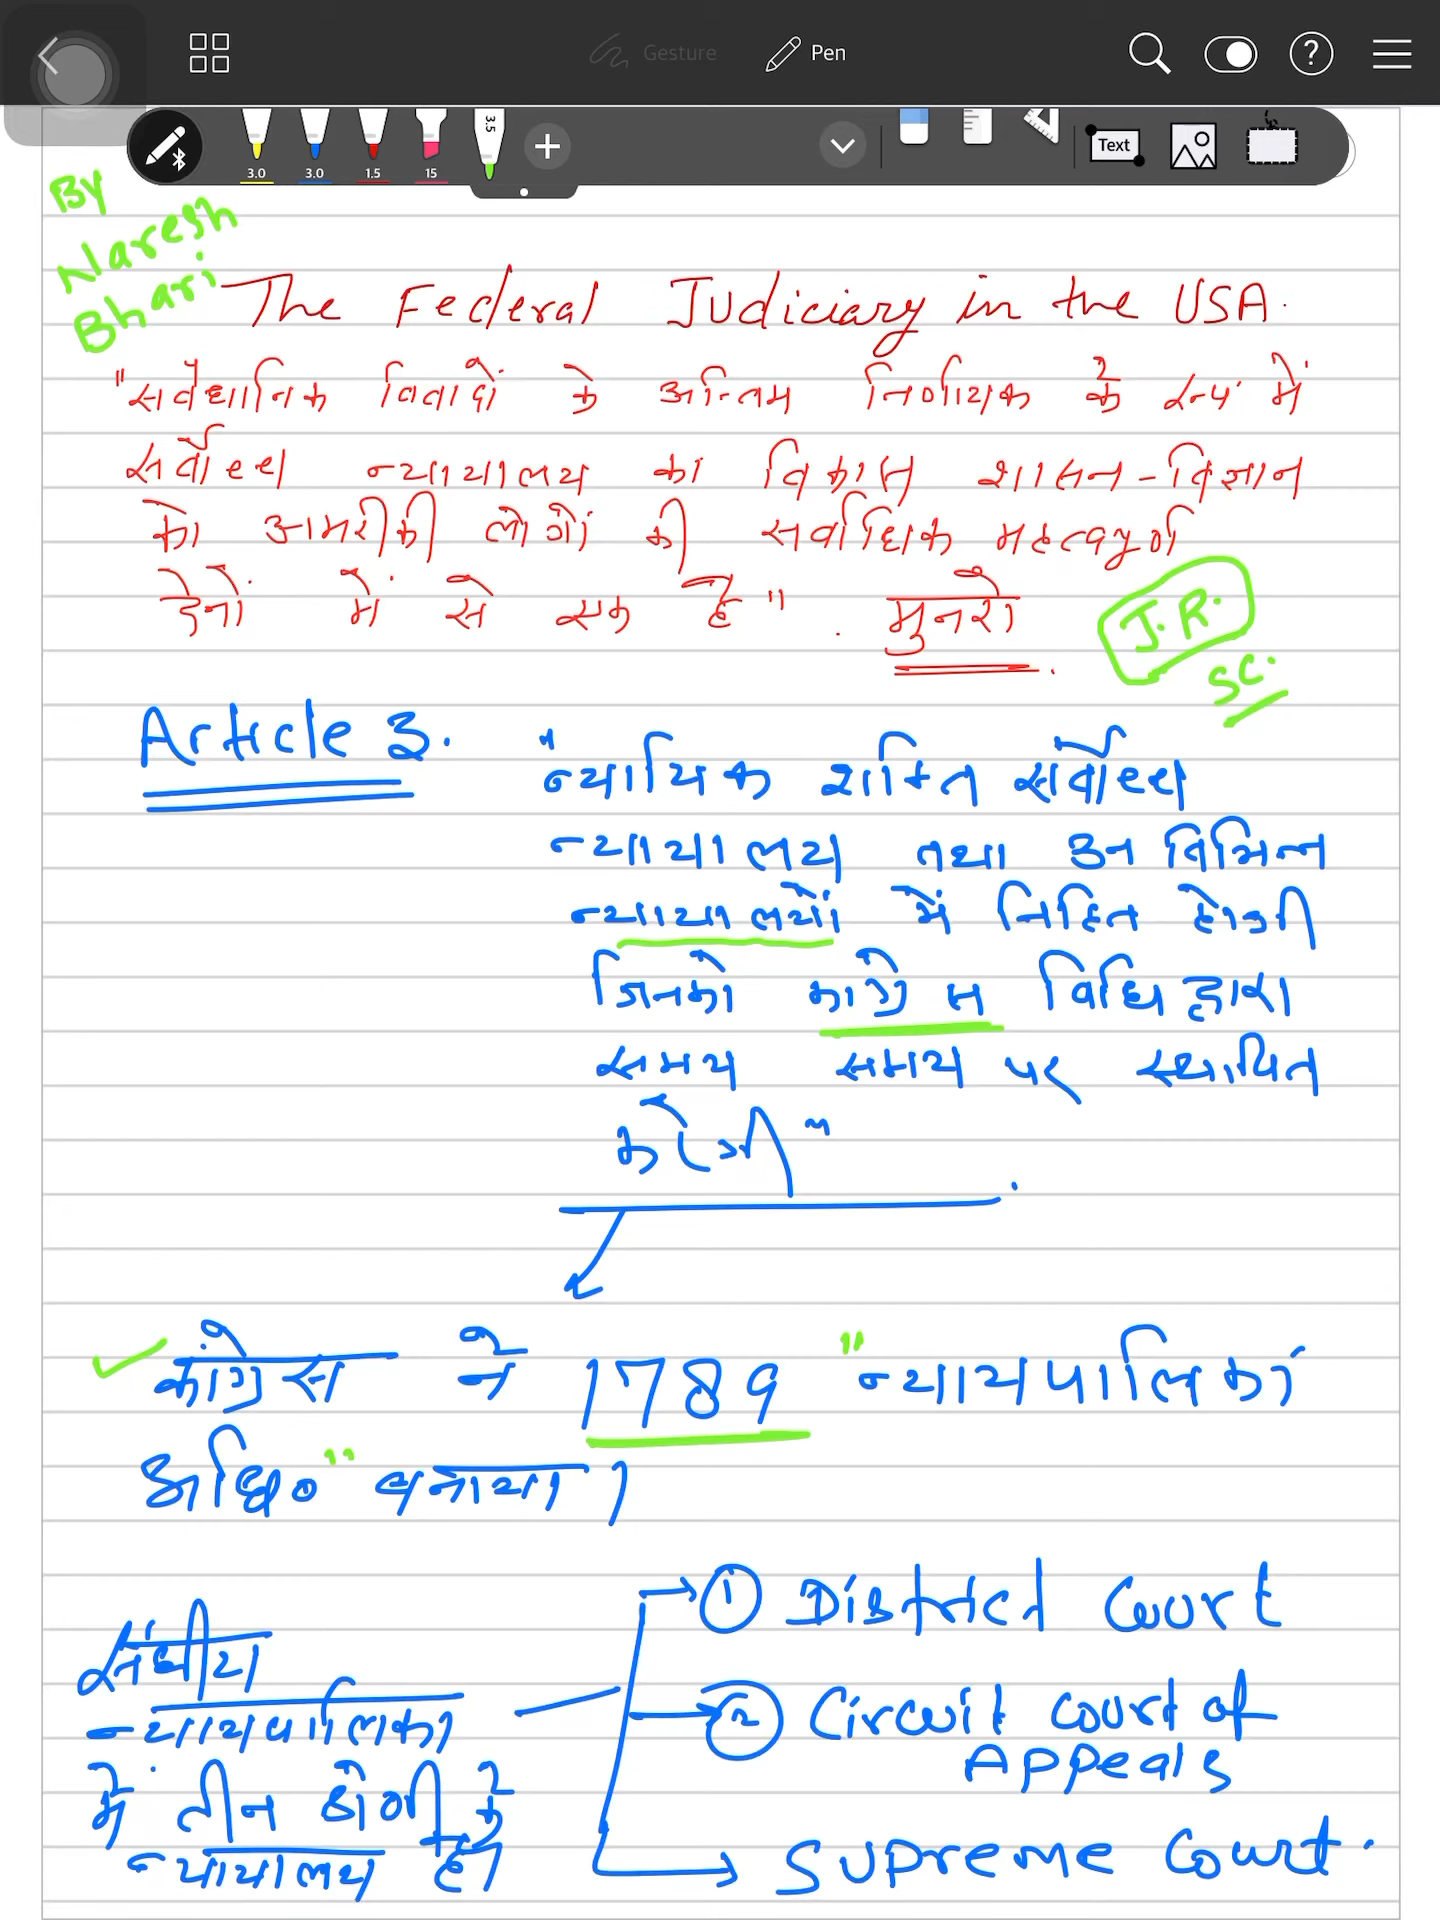 Gesture
Pen
3.0
3.0
1.5
15
3.5
Text
By
Naresh
Bhari
The Federal Judiciary in the USA.
"सवैधानिक विवादों के अन्तिम निर्णायक के रूप में
सर्वोच्च न्यायालय का विकास शासन-विज्ञान
को अमरीकी लोगों की सर्वाधिक महत्वपूर्ण
देनों में से एक है". मुनरो
J.R.
SC.
Article 3.
"न्यायिक शक्ति सर्वोच्च
न्यायालय तथा उन विभिन्न
न्यायालयों में निहित होगी
जिनको कांग्रेस विधि द्वारा
समय समय पर स्थापित
करेगी"
कांग्रेस ने 1789 "न्यायपालिका
अधि०" बनाया।
संघीय
न्यायपालिका
में तीन श्रेणी के
न्यायालय है।
1 District Court
2 Circuit Court of
Appeals
Supreme Court.